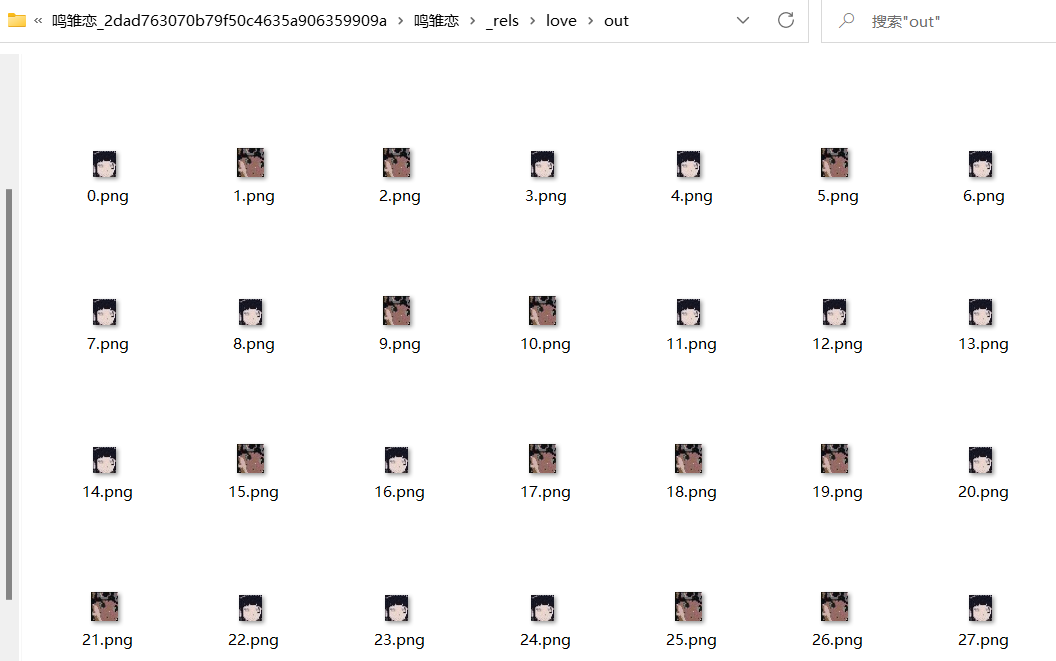 « 鸣雏恋_2dad763070b79f50c4635a906359909a › 鸣雏恋 › _rels › love › out
搜索"out"
0.png 1.png 2.png 3.png 4.png 5.png 6.png
7.png 8.png 9.png 10.png 11.png 12.png 13.png
14.png 15.png 16.png 17.png 18.png 19.png 20.png
21.png 22.png 23.png 24.png 25.png 26.png 27.png